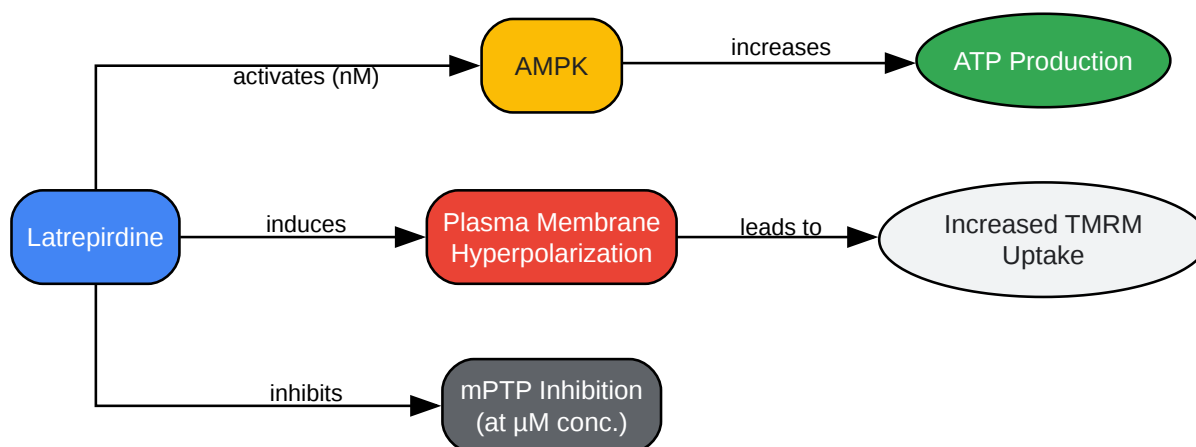 activates (nM)
AMPK
increases
ATP Production
Latrepirdine
induces
Plasma Membrane
Hyperpolarization
leads to
Increased TMRM
Uptake
inhibits
mPTP Inhibition
(at µM conc.)